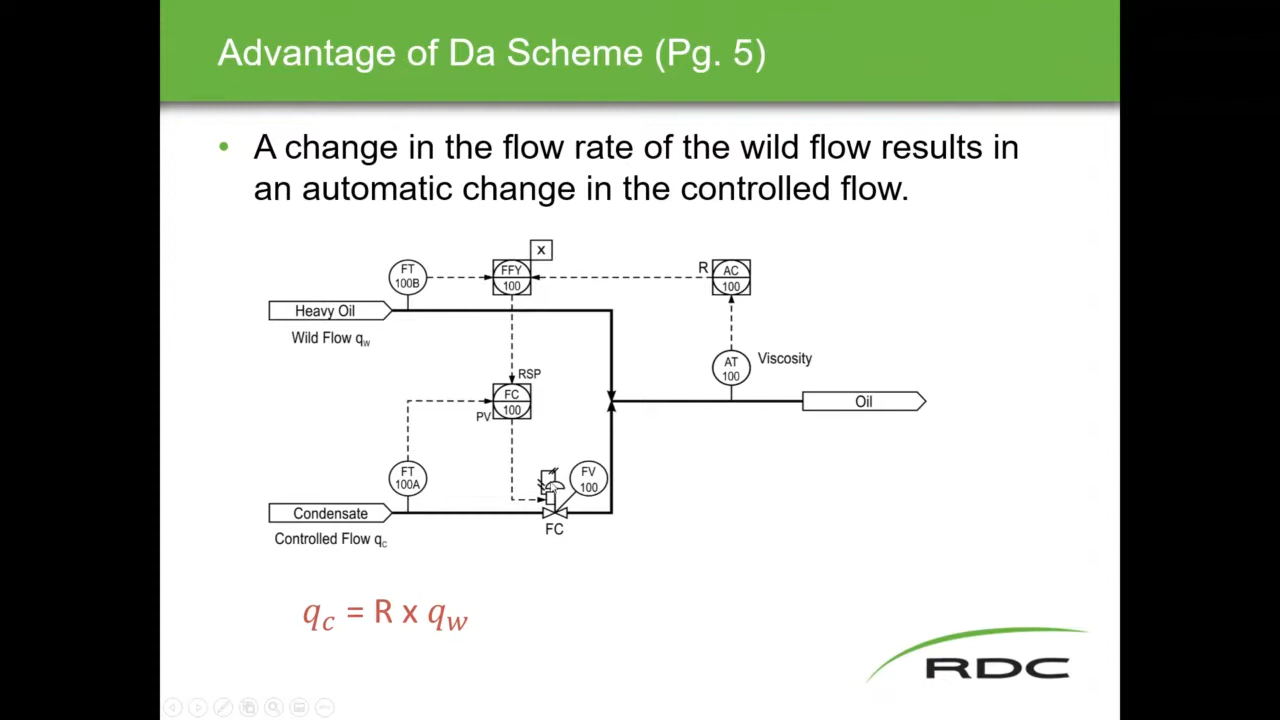 Advantage of Da Scheme (Pg. 5)
• A change in the flow rate of the wild flow results in
an automatic change in the controlled flow.
x
FT
100B
FFY
100
R
AC
100
Heavy Oil
Wild Flow qw
AT
100
Viscosity
RSP
FC
100
PV
Oil
FT
100A
FV
100
Condensate
Controlled Flow qc
FC
qc = R x qw
RDC